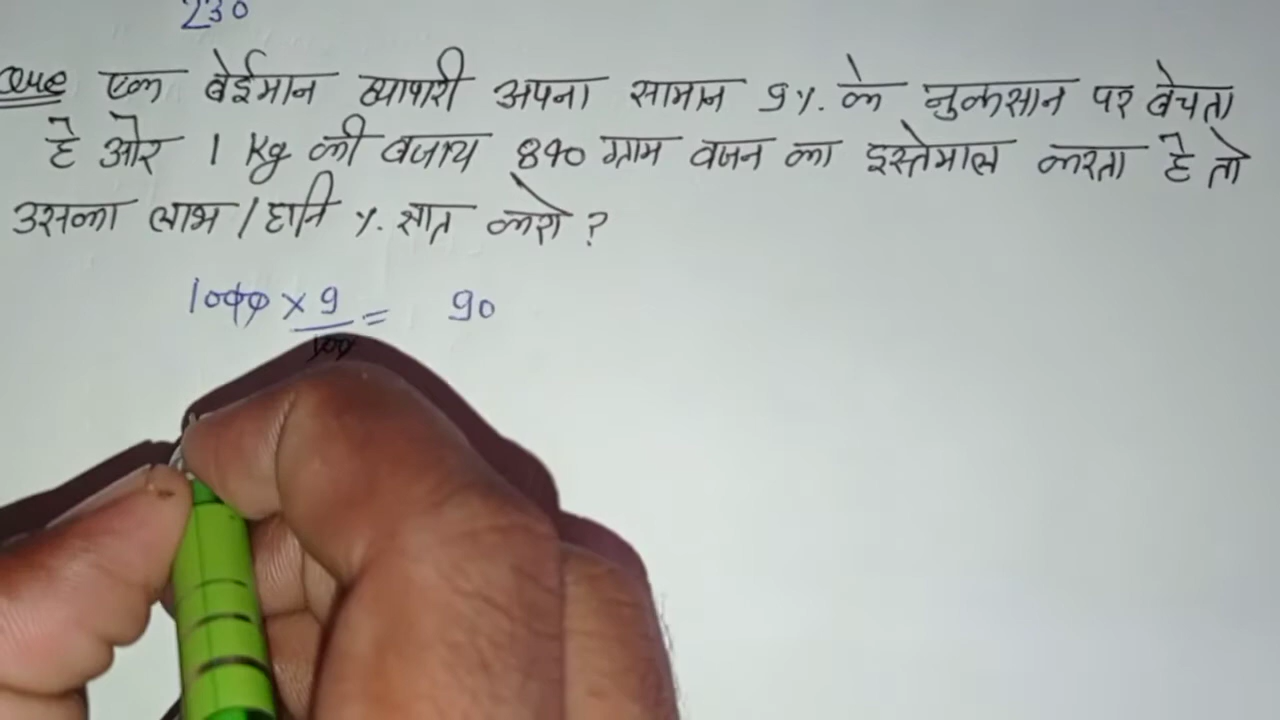 230
Que एक बेईमान व्यापारी अपना सामान 9%. के नुकसान पर बेचता
है और 1 Kg की बजाय 840 ग्राम वजन का इस्तेमाल करता है तो
उसका लाभ / हानि %. ज्ञात करो ?
1000 × 9/100 = 90